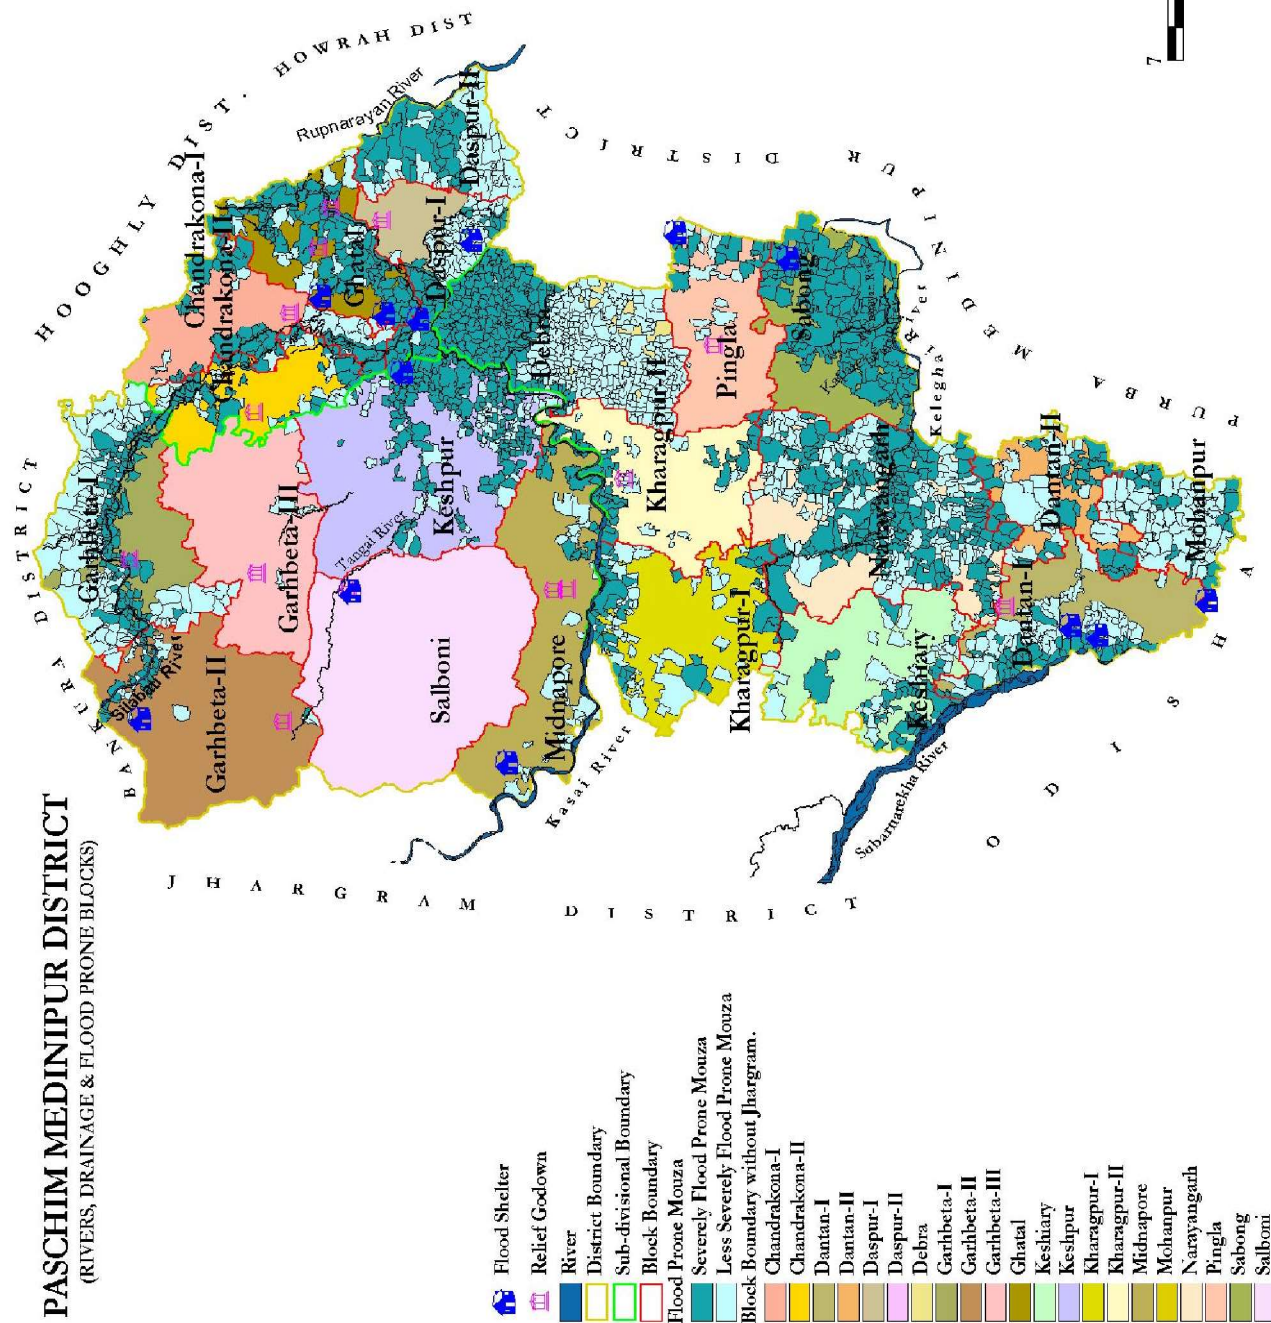 PASCHIM MEDINIPUR DISTRICT
(RIVERS, DRAINAGE & FLOOD PRONE BLOCKS)
HOOGHLY DIST.
HOWRAH DIST
BANKURA DISTRICT
JHARGRAM DISTRICT
PURBA MEDINIPUR DISTRICT
ODISHA
Rupnarayan River
Silabati River
Tangai River
Kasai River
Keleghai River
Subarnarekha River
Garhbeta-I
Garhbeta-II
Garhbeta-III
Chandrakona-I
Chandrakona-II
Ghatal
Daspur-I
Daspur-II
Keshpur
Salboni
Midnapore
Debra
Kharagpur-II
Kharagpur-I
Pingla
Sabong
Narayangarh
Keshiary
Dantan-I
Dantan-II
Mohanpur
7
Flood Shelter
Relief Godown
River
District Boundary
Sub-divisional Boundary
Block Boundary
Flood Prone Mouza
Severely Flood Prone Mouza
Less Severely Flood Prone Mouza
Block Boundary without Jhargram.
Chandrakona-I
Chandrakona-II
Dantan-I
Dantan-II
Daspur-I
Daspur-II
Debra
Garhbeta-I
Garhbeta-II
Garhbeta-III
Ghatal
Keshiary
Keshpur
Kharagpur-I
Kharagpur-II
Midnapore
Mohanpur
Narayangarh
Pingla
Sabong
Salboni